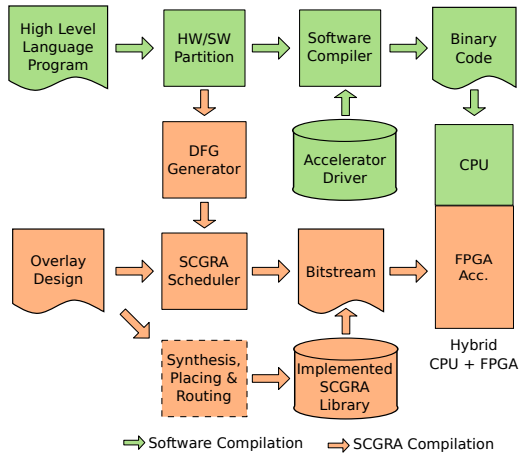 High Level
Language
Program
HW/SW
Partition
Software
Compiler
Binary
Code
DFG
Generator
Accelerator
Driver
CPU
Overlay
Design
SCGRA
Scheduler
Bitstream
FPGA
Acc.
Synthesis,
Placing &
Routing
Implemented
SCGRA
Library
Hybrid
CPU + FPGA
Software Compilation
SCGRA Compilation